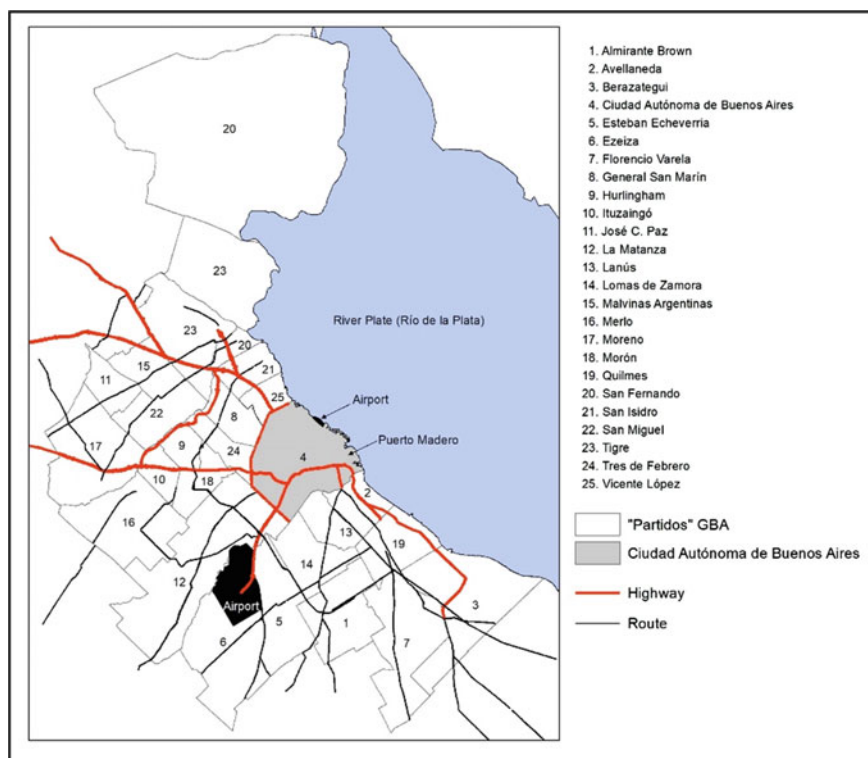 20
23
River Plate (Río de la Plata)
23
20
21
15
11
25
Airport
22
8
Puerto Madero
17
9
24
4
10
18
2
16
13
19
14
12
Airport
3
1
6
5
7
1. Almirante Brown
2. Avellaneda
3. Berazategui
4. Ciudad Autónoma de Buenos Aires
5. Esteban Echeverria
6. Ezeiza
7. Florencio Varela
8. General San Marín
9. Hurlingham
10. Ituzaingó
11. José C. Paz
12. La Matanza
13. Lanús
14. Lomas de Zamora
15. Malvinas Argentinas
16. Merlo
17. Moreno
18. Morón
19. Quilmes
20. San Fernando
21. San Isidro
22. San Miguel
23. Tigre
24. Tres de Febrero
25. Vicente López
"Partidos" GBA
Ciudad Autónoma de Buenos Aires
Highway
Route